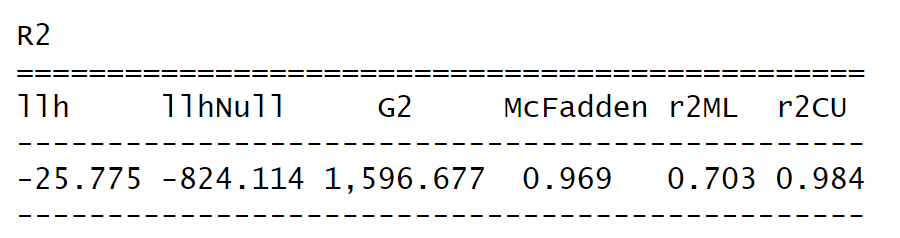 R2
===============================================
llh llhNull G2 McFadden r2ML r2CU
-----------------------------------------------
-25.775 -824.114 1,596.677 0.969 0.703 0.984
-----------------------------------------------